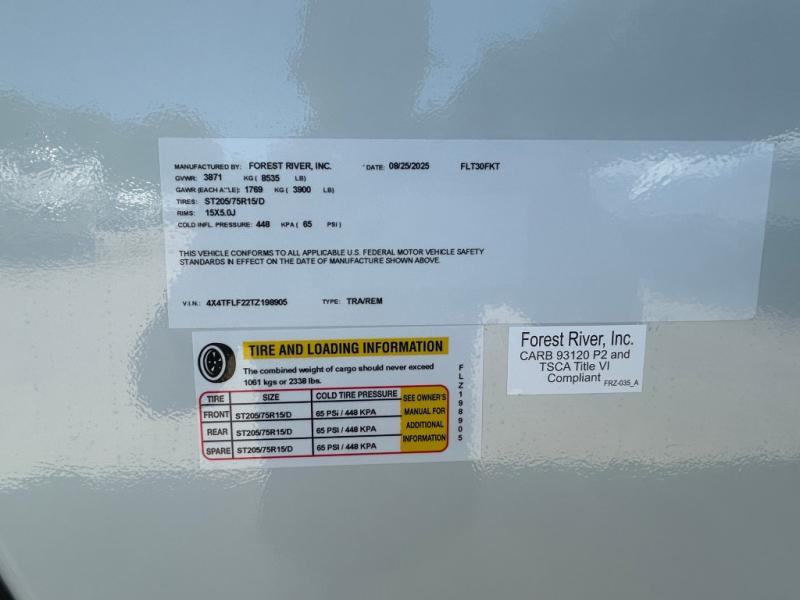 MANUFACTURED BY: FOREST RIVER, INC. DATE: 08/25/2025 FLT30FKT
GVWR: 3871 KG( 8535 LB)
GAWR (EACH AXLE): 1769 KG ( 3900 LB)
TIRES: ST205/75R15/D
RIMS: 15X5.0J
COLD INFL. PRESSURE: 448 KPA ( 65 PSI)
THIS VEHICLE CONFORMS TO ALL APPLICABLE U.S. FEDERAL MOTOR VEHICLE SAFETY
STANDARDS IN EFFECT ON THE DATE OF MANUFACTURE SHOWN ABOVE.
V.I.N.: 4X4TFLF22TZ198905 TYPE: TRA/REM
TIRE AND LOADING INFORMATION
The combined weight of cargo should never exceed
1061 kgs or 2338 lbs.
TIRE SIZE COLD TIRE PRESSURE
FRONT ST205/75R15/D 65 PSI / 448 KPA
REAR ST205/75R15/D 65 PSI / 448 KPA
SPARE ST205/75R15/D 65 PSI / 448 KPA
SEE OWNER'S
MANUAL FOR
ADDITIONAL
INFORMATION
FLZ198905
Forest River, Inc.
CARB 93120 P2 and
TSCA Title VI
Compliant
FRZ-035_A